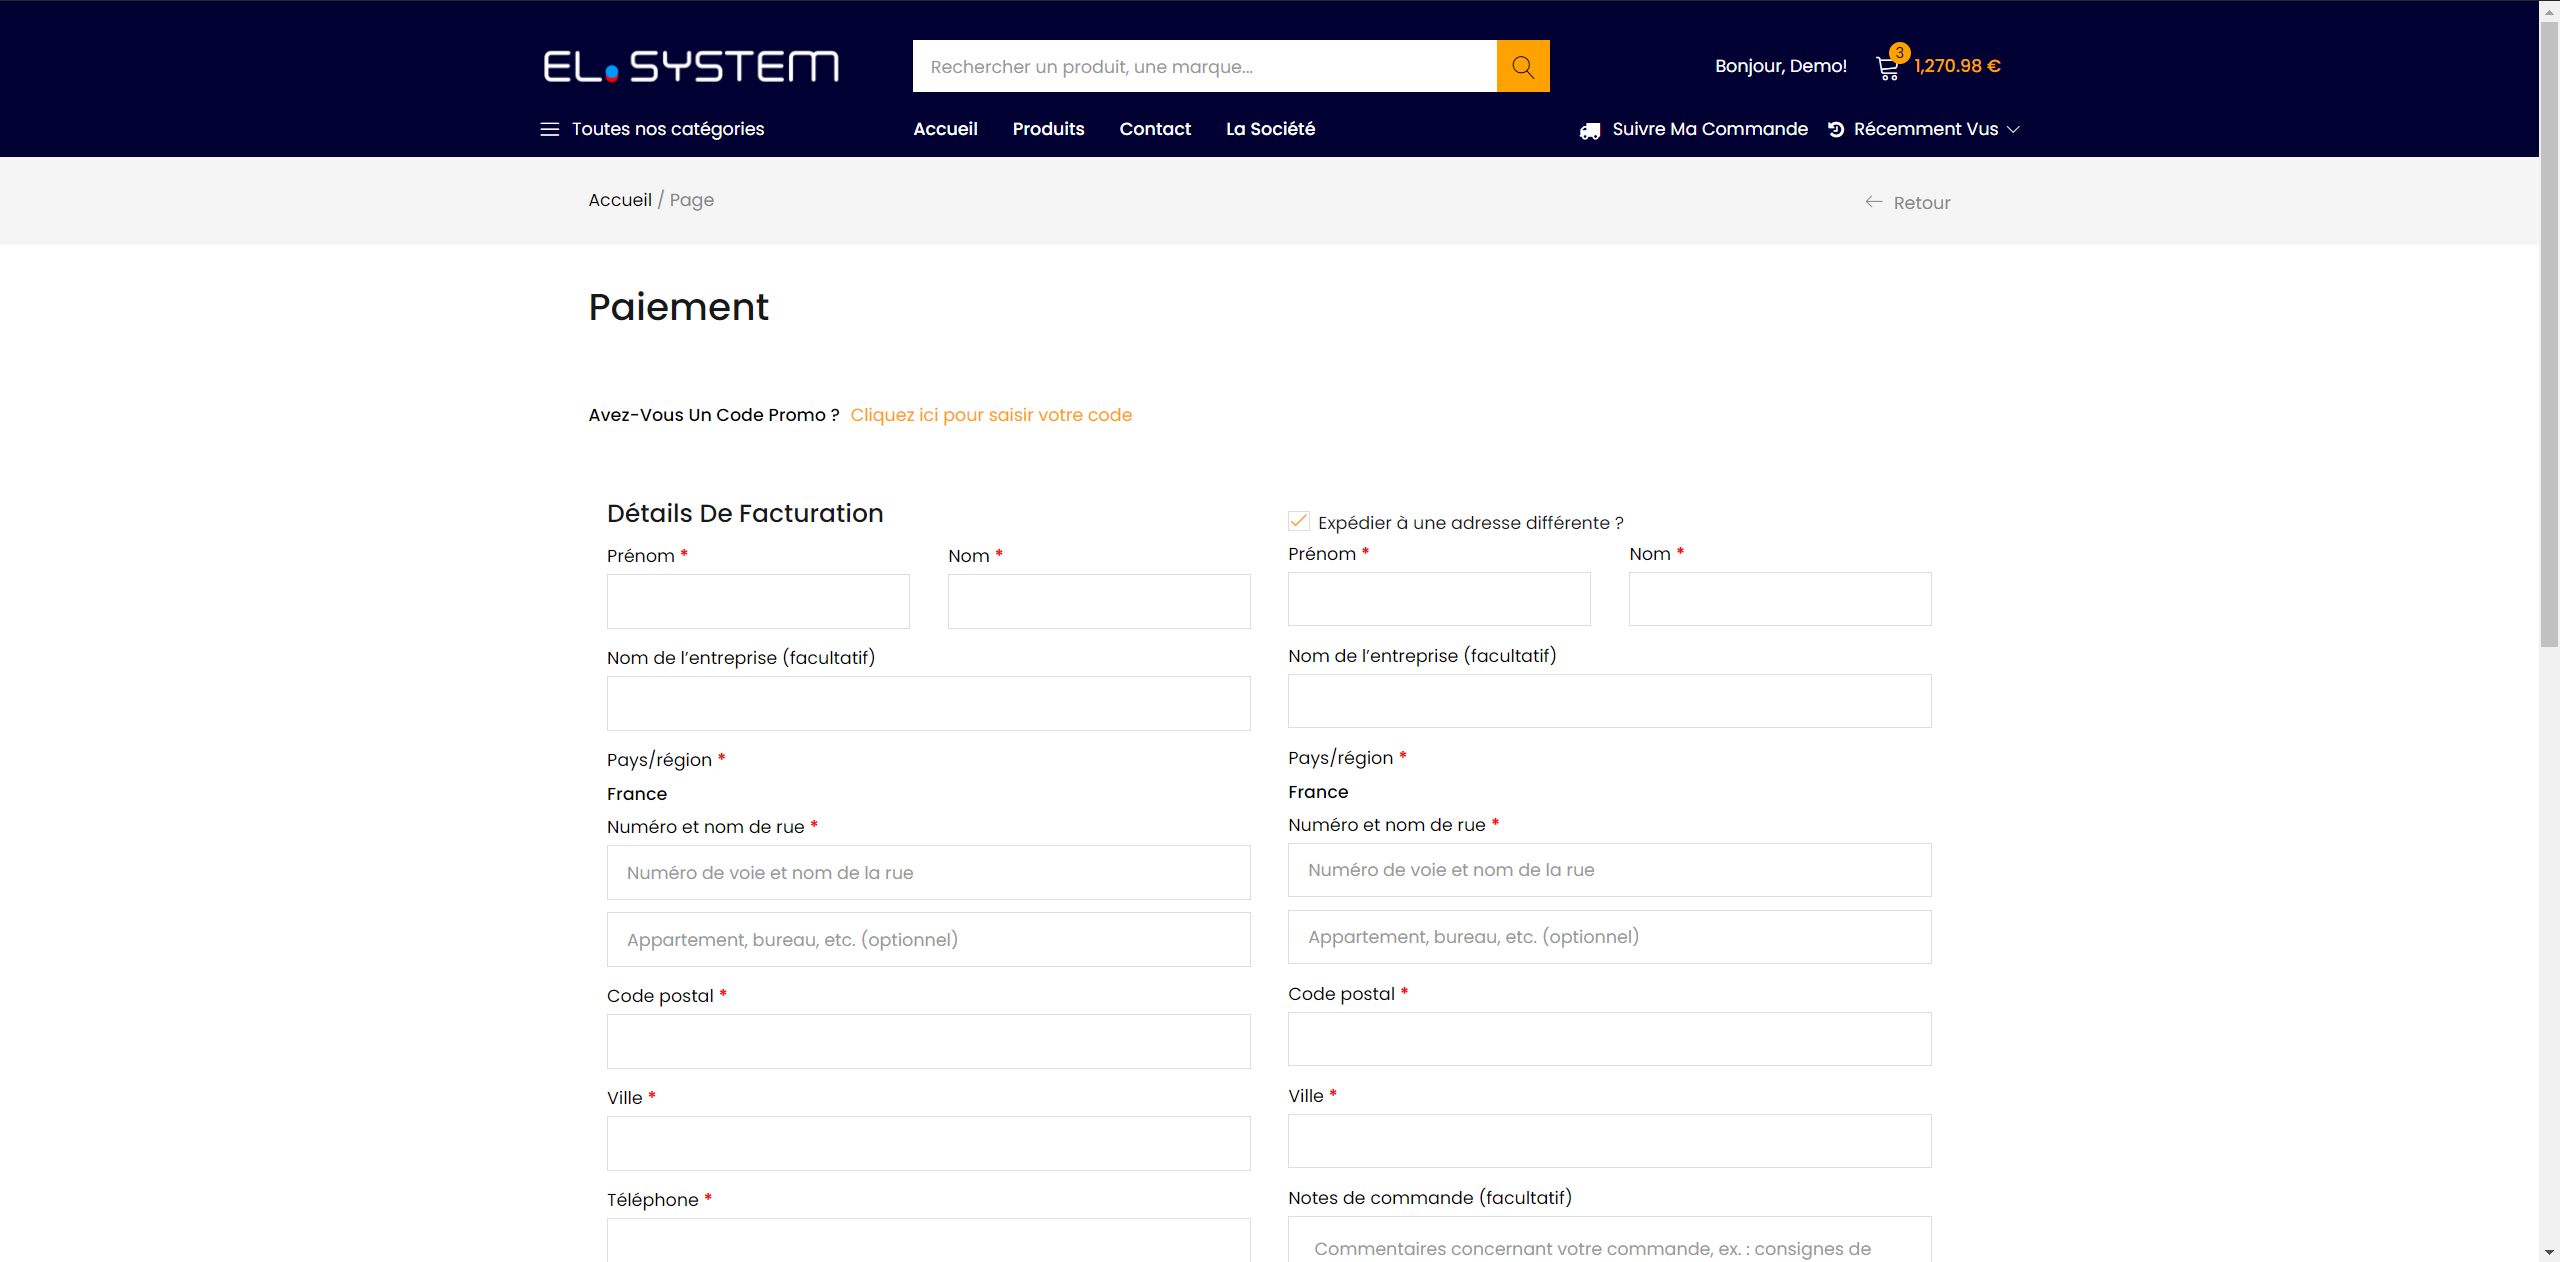 EL.SYSTEM
Rechercher un produit, une marque...
Bonjour, Demo!
3
1,270.98 €
Toutes nos catégories
Accueil
Produits
Contact
La Société
Suivre Ma Commande
Récemment Vus
Accueil / Page
Retour
Paiement
Avez-Vous Un Code Promo ? Cliquez ici pour saisir votre code
Détails De Facturation
Prénom *
Nom *
Nom de l’entreprise (facultatif)
Pays/région *
France
Numéro et nom de rue *
Numéro de voie et nom de la rue
Appartement, bureau, etc. (optionnel)
Code postal *
Ville *
Téléphone *
Expédier à une adresse différente ?
Prénom *
Nom *
Nom de l’entreprise (facultatif)
Pays/région *
France
Numéro et nom de rue *
Numéro de voie et nom de la rue
Appartement, bureau, etc. (optionnel)
Code postal *
Ville *
Notes de commande (facultatif)
Commentaires concernant votre commande, ex. : consignes de